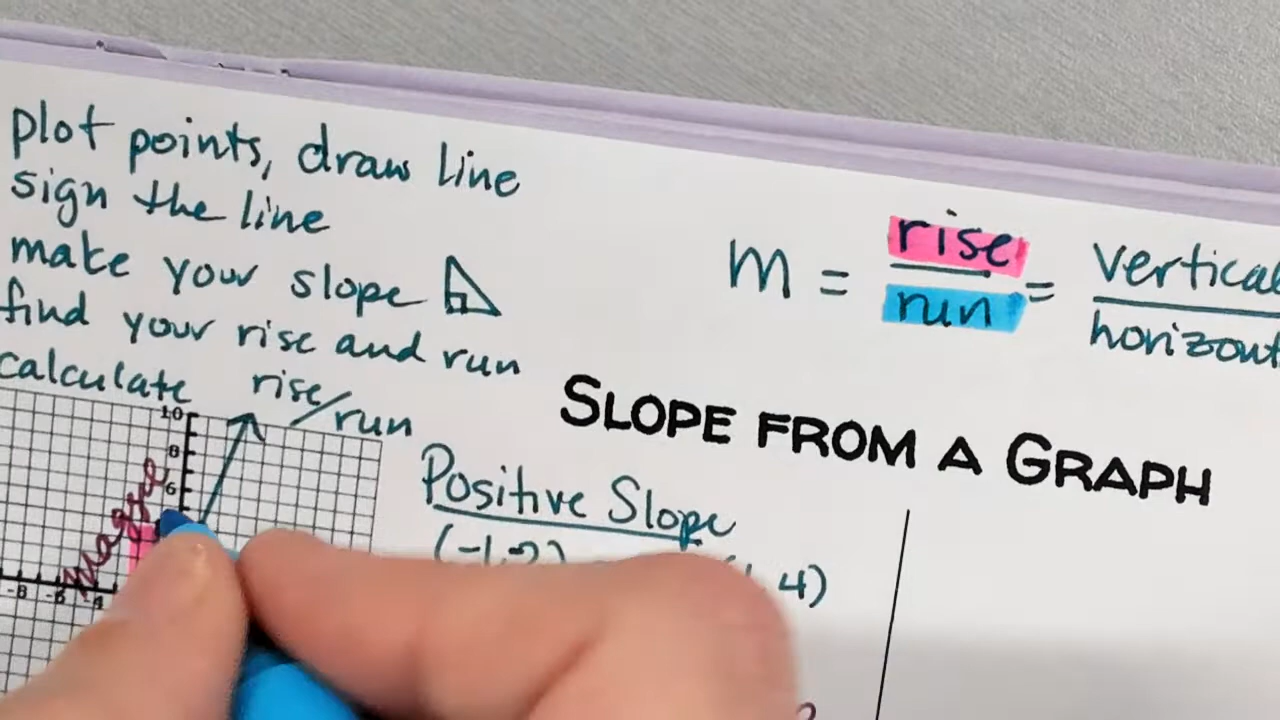 plot points, draw line
sign the line
make your slope
find your rise and run
calculate rise/run
m = rise/run = vertical
SLOPE FROM A GRAPH
10
8
6
-8 -6 -4
Positive Slope
4)